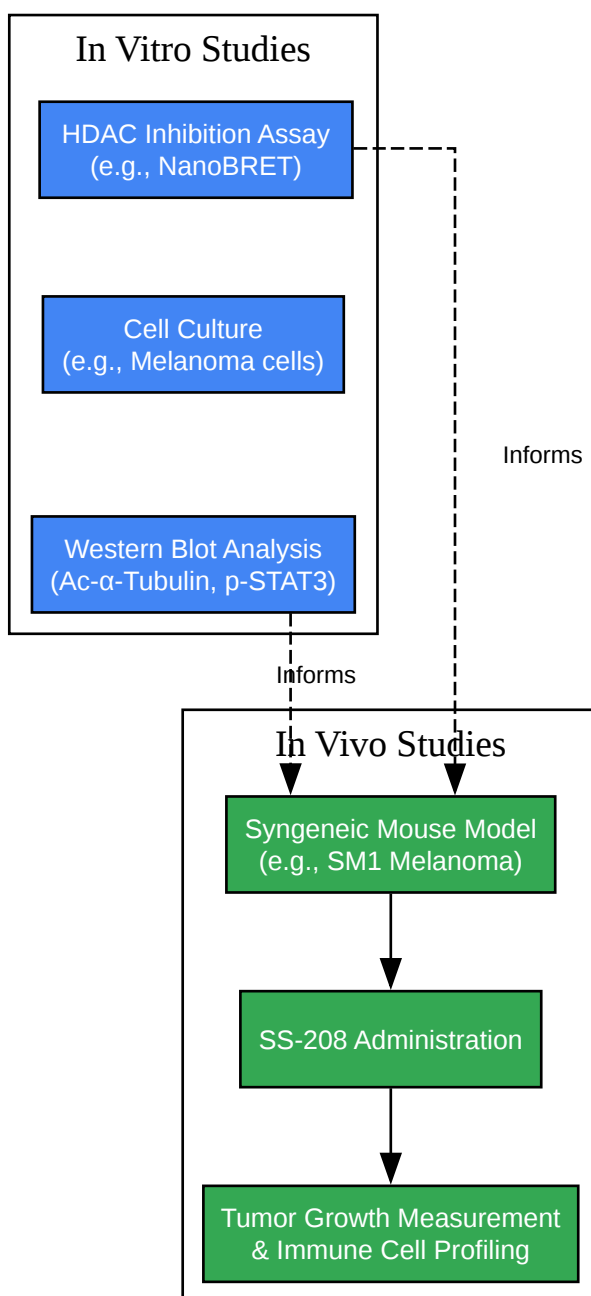 In Vitro Studies
HDAC Inhibition Assay
(e.g., NanoBRET)
Cell Culture
(e.g., Melanoma cells)
Informs
Western Blot Analysis
(Ac-α-Tubulin, p-STAT3)
Informs
In Vivo Studies
Syngeneic Mouse Model
(e.g., SM1 Melanoma)
SS-208 Administration
Tumor Growth Measurement
& Immune Cell Profiling